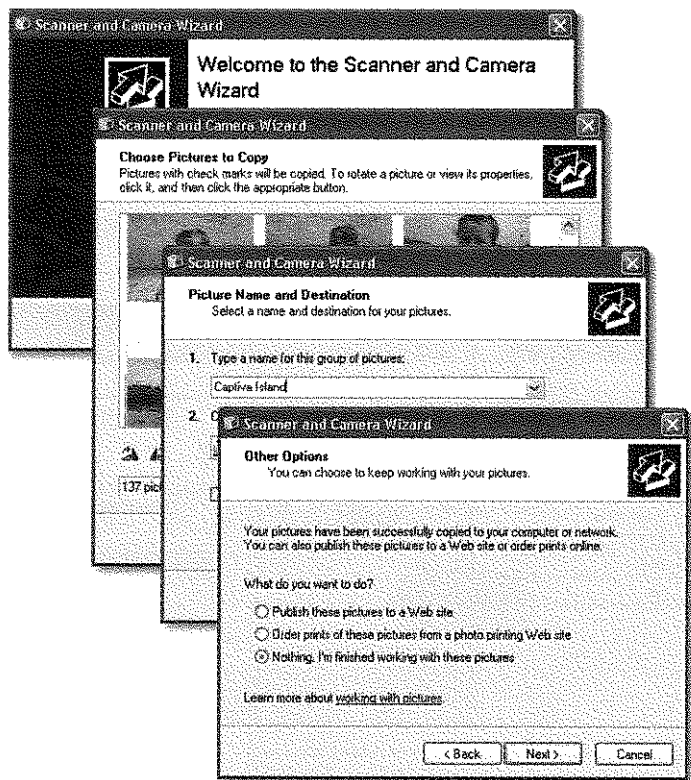 Scanner and Camera Wizard
Welcome to the Scanner and Camera
Wizard
Scanner and Camera Wizard
Choose Pictures to Copy
Pictures with check marks will be copied. To rotate a picture or view its properties,
click it, and then click the appropriate button.
Scanner and Camera Wizard
Picture Name and Destination
Select a name and destination for your pictures.
1. Type a name for this group of pictures:
Captiva Island
2.
137
Scanner and Camera Wizard
Other Options
You can choose to keep working with your pictures.
Your pictures have been successfully copied to your computer or network.
You can also publish these pictures to a Web site or order prints online.
What do you want to do?
Publish these pictures to a Web site
Order prints of these pictures from a photo printing Web site
Nothing. I'm finished working with these pictures
Learn more about working with pictures.
< Back
Next >
Cancel